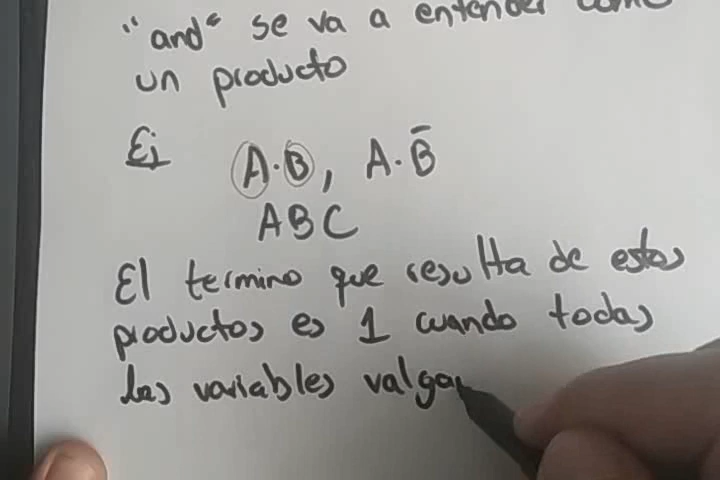 "and" se va a entender como
un producto
Ej A·B, A·B̄
ABC
El termino que resulta de estos
productos es 1 cuando todas
las variables valgan